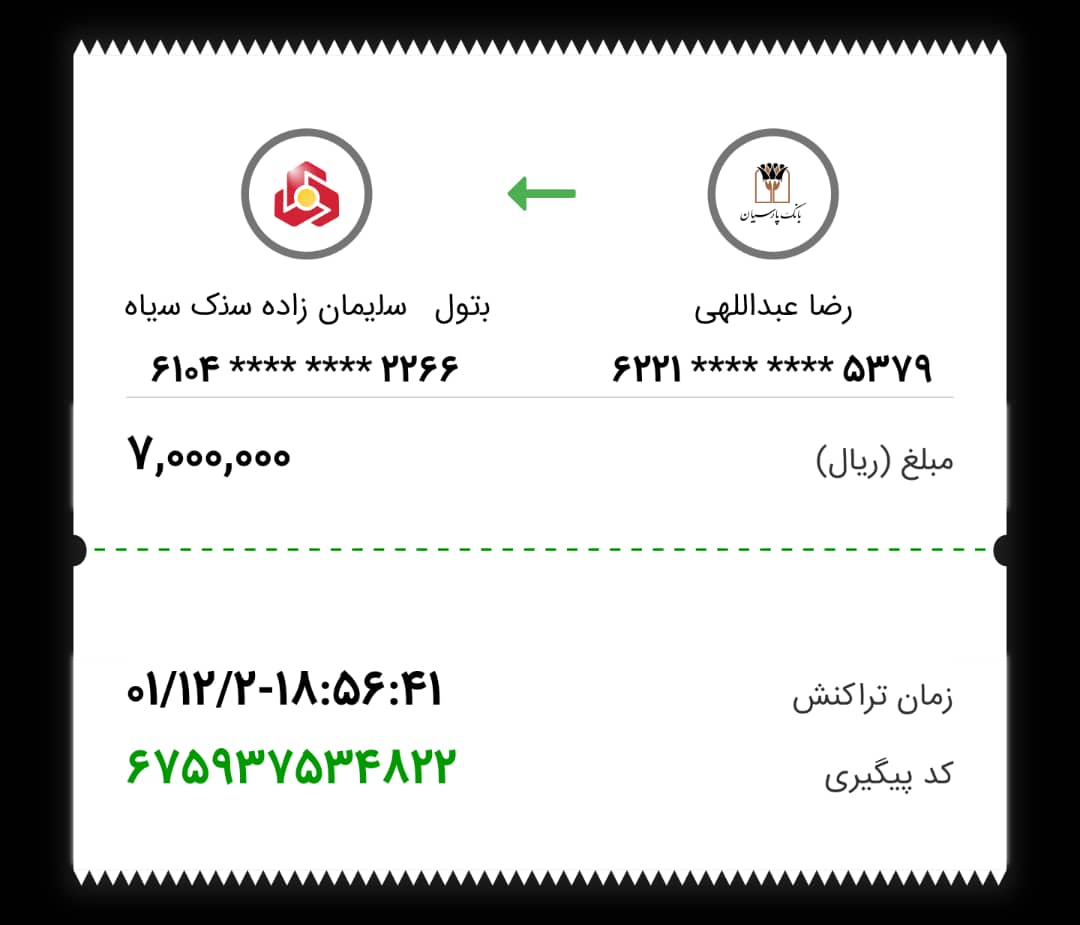 بانک پارسیان
رضا عبداللهی
بتول سلیمان زاده سنک سیاه
۶۲۲۱ **** **** ۵۳۷۹
۶۱۰۴ **** **** ۲۲۶۶
مبلغ (ریال)
۷,۰۰۰,۰۰۰
زمان تراکنش
۰۱/۱۲/۲-۱۸:۵۶:۴۱
کد پیگیری
۶۷۵۹۳۷۵۳۴۸۲۲